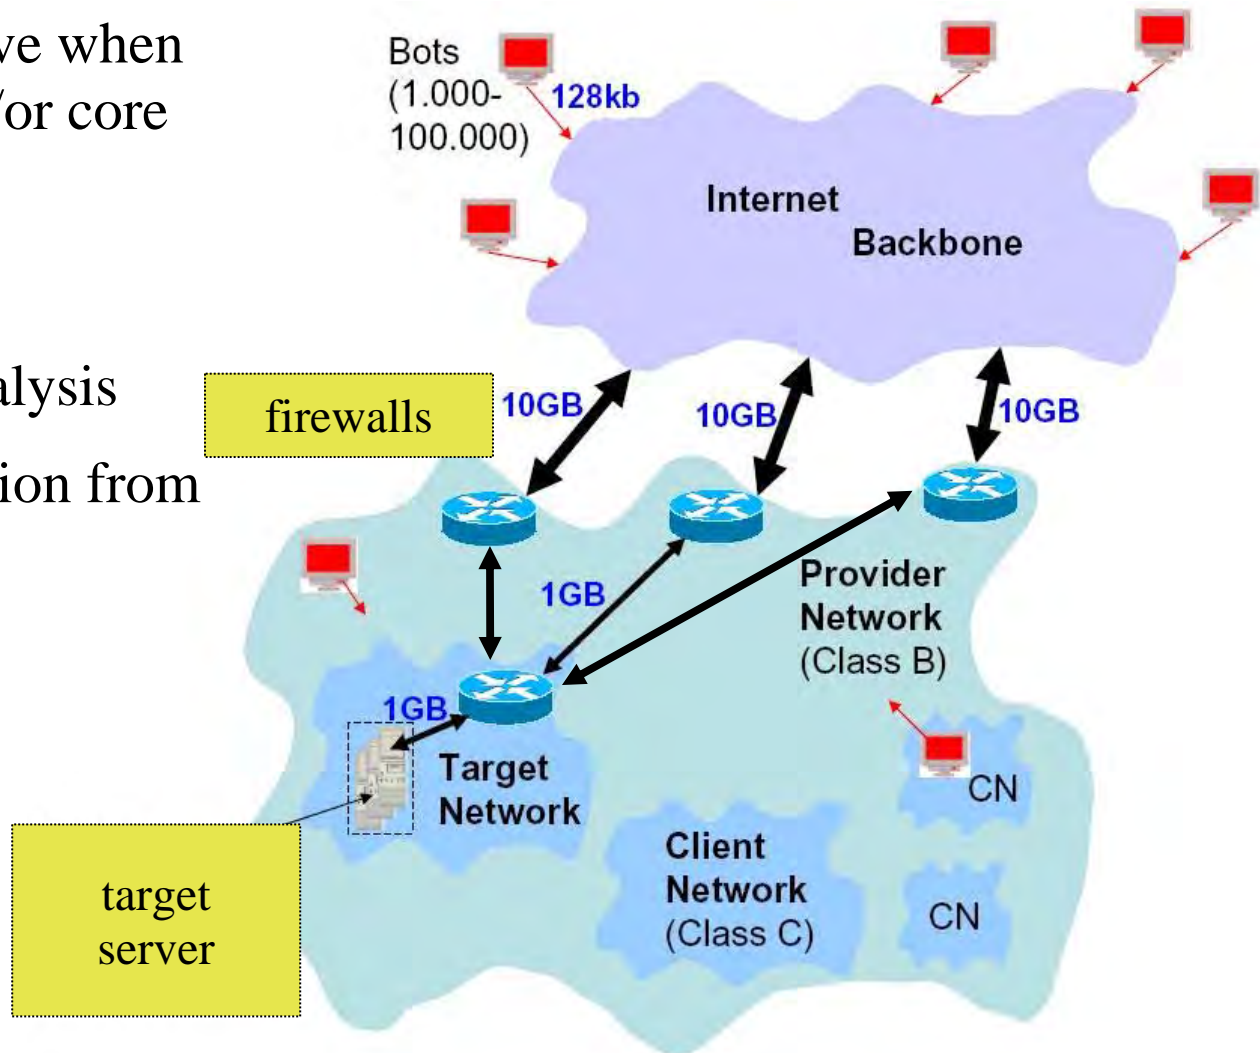 ve when
/or core
alysis
ion from
Bots
(1.000-
100.000)
128kb
Internet
Backbone
firewalls
10GB
10GB
10GB
1GB
Provider
Network
(Class B)
1GB
Target
Network
target
server
Client
Network
(Class C)
CN
CN